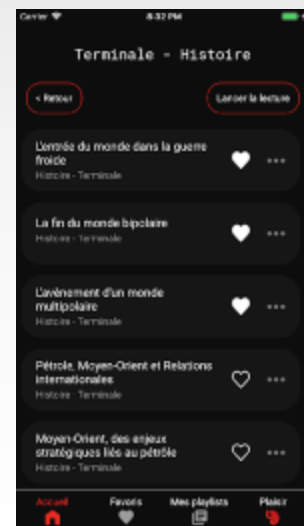 Carrier 8:32 PM
Terminale - Histoire
< Retour
Lancer la lecture
L'entrée du monde dans la guerre
froide
Histoire - Terminale
La fin du monde bipolaire
Histoire - Terminale
L'avènement d'un monde
multipolaire
Histoire - Terminale
Pétrole, Moyen-Orient et Relations
internationales
Histoire - Terminale
Moyen-Orient, des enjeux
stratégiques liés au pétrôle
Histoire - Terminale
Accueil Favoris Mes playlists Plaisir